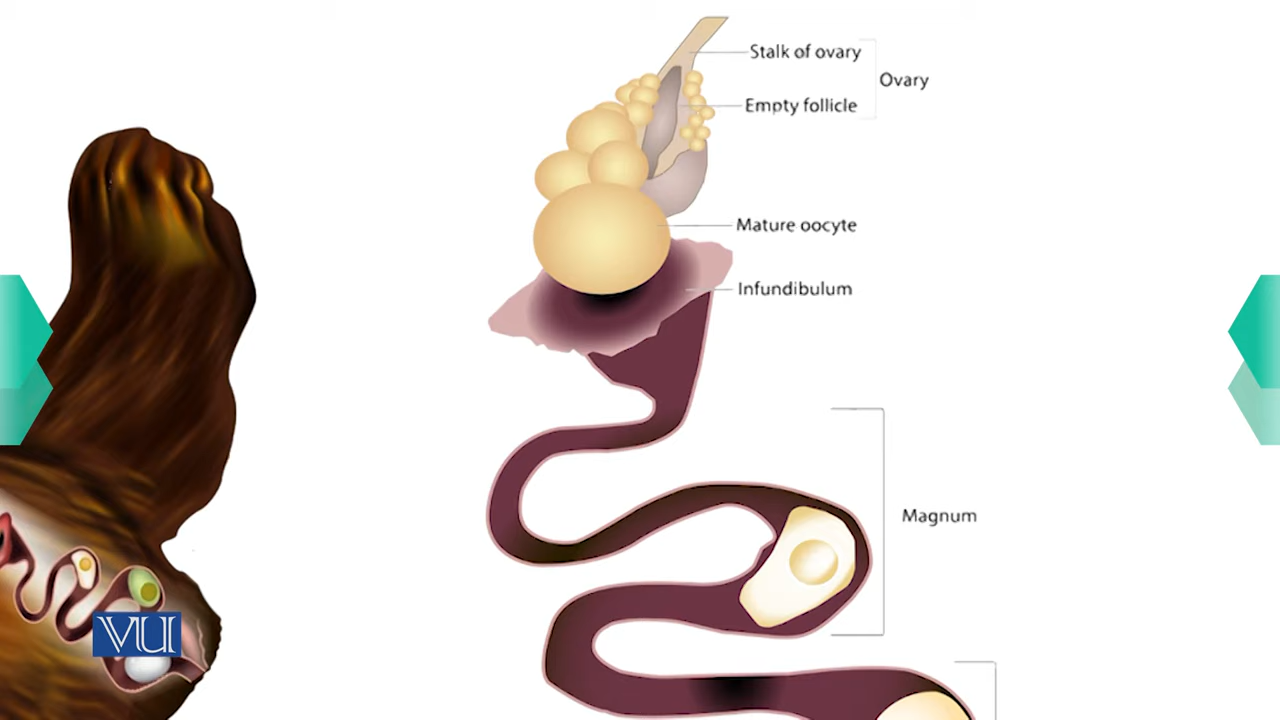 Stalk of ovary
Ovary
Empty follicle
Mature oocyte
Infundibulum
Magnum
VU